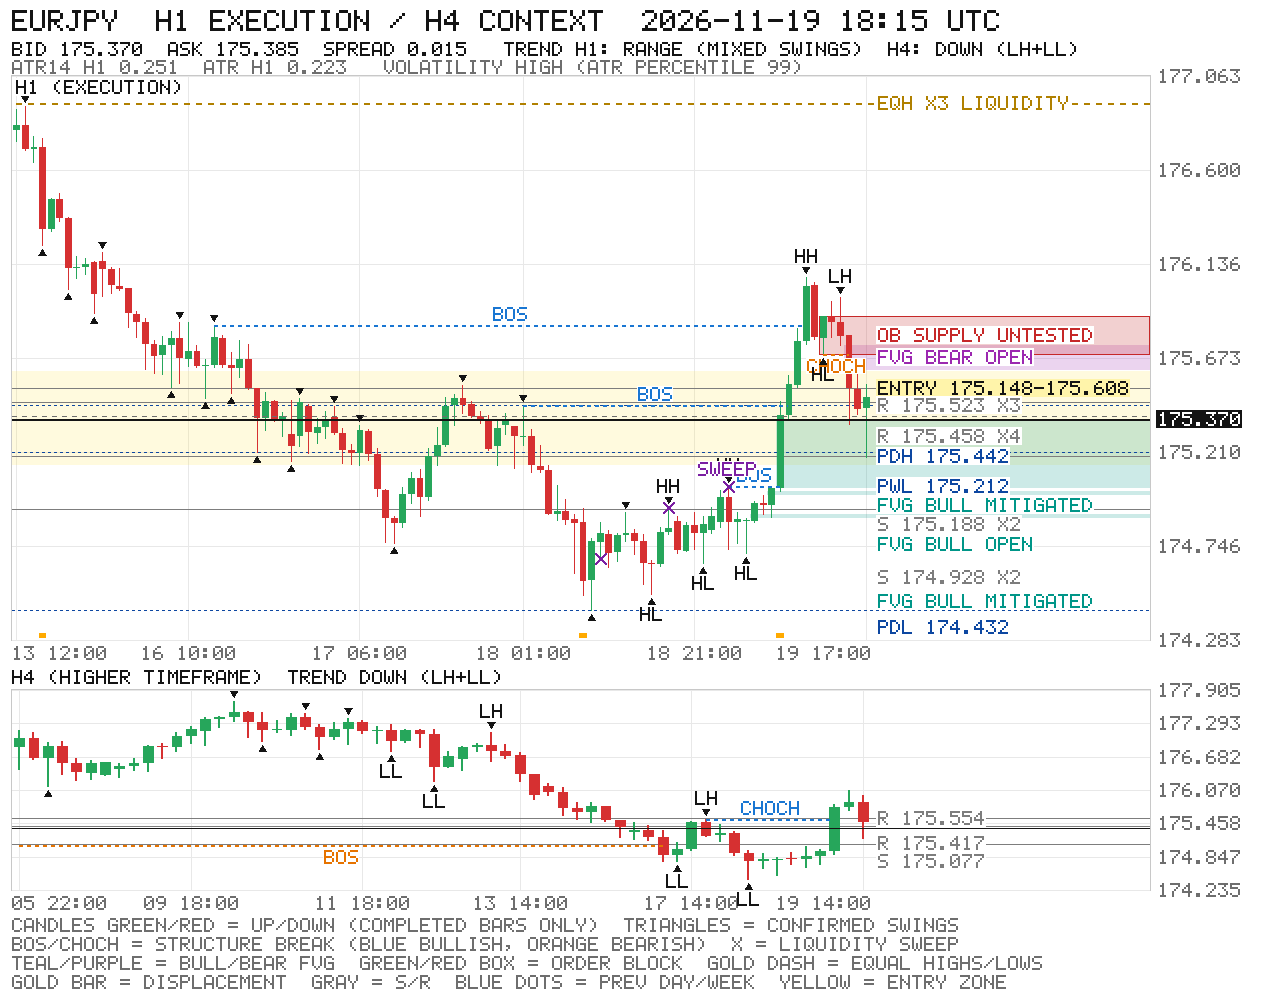 EURJPY  H1 EXECUTION / H4 CONTEXT  2026-11-19 18:15 UTC
BID 175.370  ASK 175.385  SPREAD 0.015   TREND H1: RANGE (MIXED SWINGS)  H4: DOWN (LH+LL)
ATR14 H1 0.251  ATR H1 0.223   VOLATILITY HIGH (ATR PERCENTILE 99)
H1 (EXECUTION)
177.063
EQH X3 LIQUIDITY
176.600
176.136
HH
LH
BOS
OB SUPPLY UNTESTED
FVG BEAR OPEN
175.673
CHOCH
HL
ENTRY 175.148-175.608
BOS
R 175.523 X3
175.370
R 175.458 X4
PDH 175.442
175.210
SWEEP
BOS
HH
PWL 175.212
FVG BULL MITIGATED
S 175.188 X2
FVG BULL OPEN
174.746
HL
HL
HL
S 174.928 X2
FVG BULL MITIGATED
PDL 174.432
174.283
13 12:00
16 10:00
17 06:00
18 01:00
18 21:00
19 17:00
H4 (HIGHER TIMEFRAME)  TREND DOWN (LH+LL)
177.905
177.293
176.682
176.070
175.458
174.847
174.235
LH
LL
LL
LH
CHOCH
R 175.554
R 175.417
S 175.077
BOS
LL
LL
05 22:00
09 18:00
11 18:00
13 14:00
17 14:00
19 14:00
CANDLES GREEN/RED = UP/DOWN (COMPLETED BARS ONLY)  TRIANGLES = CONFIRMED SWINGS
BOS/CHOCH = STRUCTURE BREAK (BLUE BULLISH, ORANGE BEARISH)  X = LIQUIDITY SWEEP
TEAL/PURPLE = BULL/BEAR FVG  GREEN/RED BOX = ORDER BLOCK  GOLD DASH = EQUAL HIGHS/LOWS
GOLD BAR = DISPLACEMENT  GRAY = S/R  BLUE DOTS = PREV DAY/WEEK  YELLOW = ENTRY ZONE